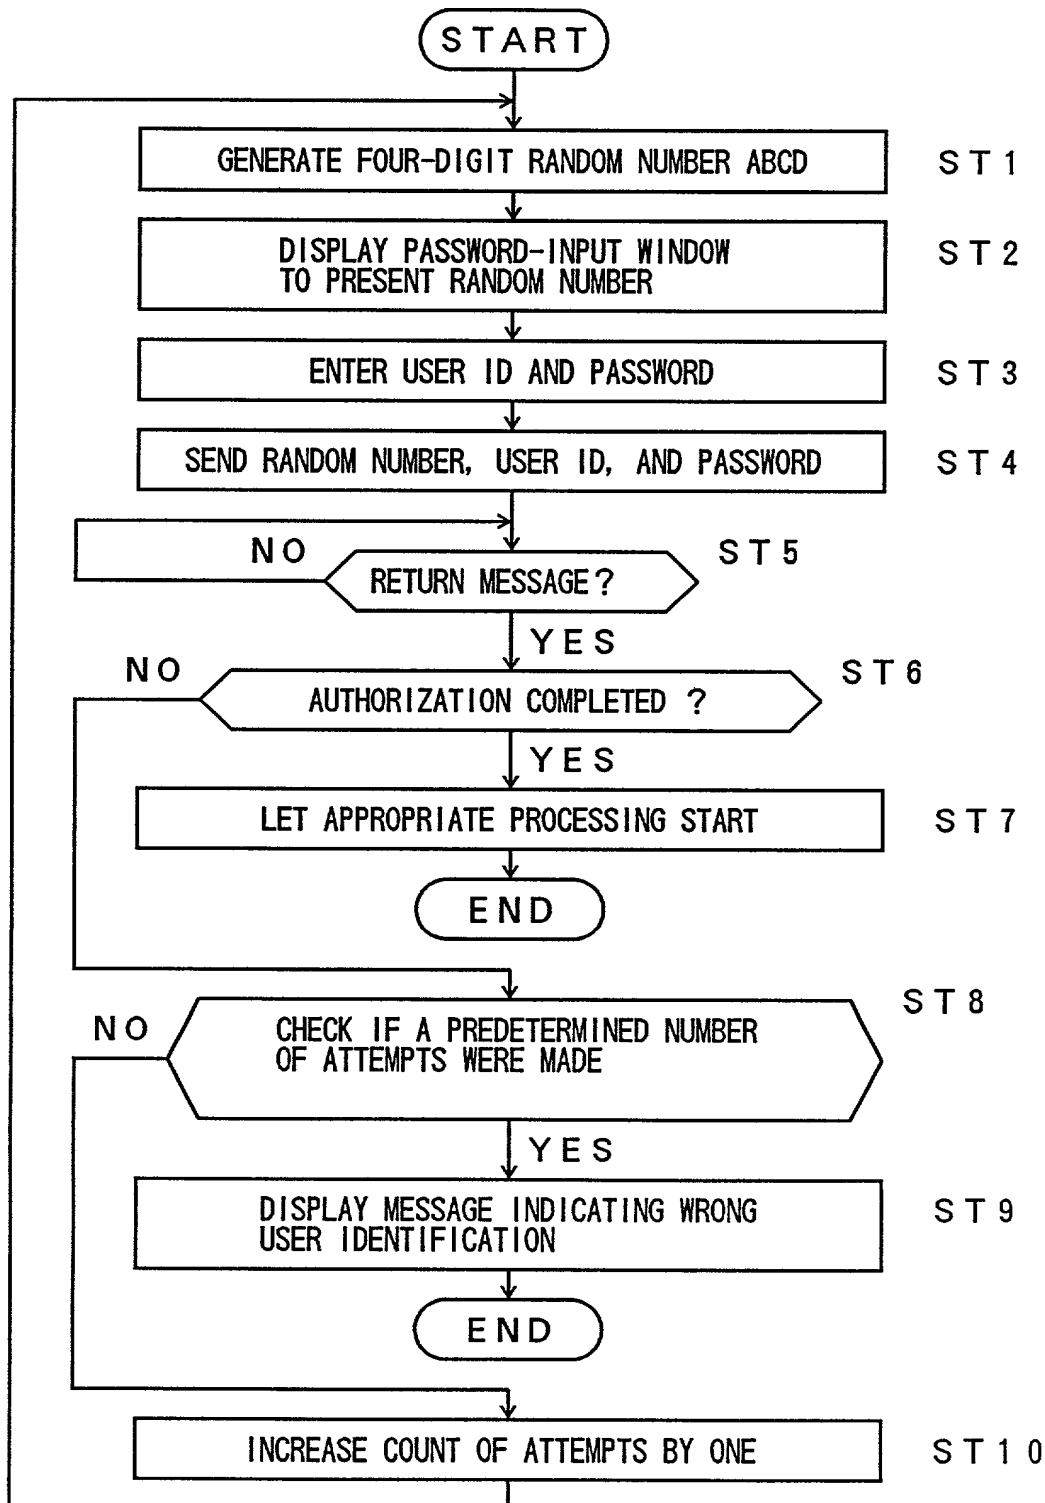 START
GENERATE FOUR-DIGIT RANDOM NUMBER ABCD
ST1
DISPLAY PASSWORD-INPUT WINDOW
TO PRESENT RANDOM NUMBER
ST2
ENTER USER ID AND PASSWORD
ST3
SEND RANDOM NUMBER, USER ID, AND PASSWORD
ST4
NO
RETURN MESSAGE?
ST5
YES
NO
AUTHORIZATION COMPLETED ?
ST6
YES
LET APPROPRIATE PROCESSING START
ST7
END
NO
CHECK IF A PREDETERMINED NUMBER
OF ATTEMPTS WERE MADE
ST8
YES
DISPLAY MESSAGE INDICATING WRONG
USER IDENTIFICATION
ST9
END
INCREASE COUNT OF ATTEMPTS BY ONE
ST10